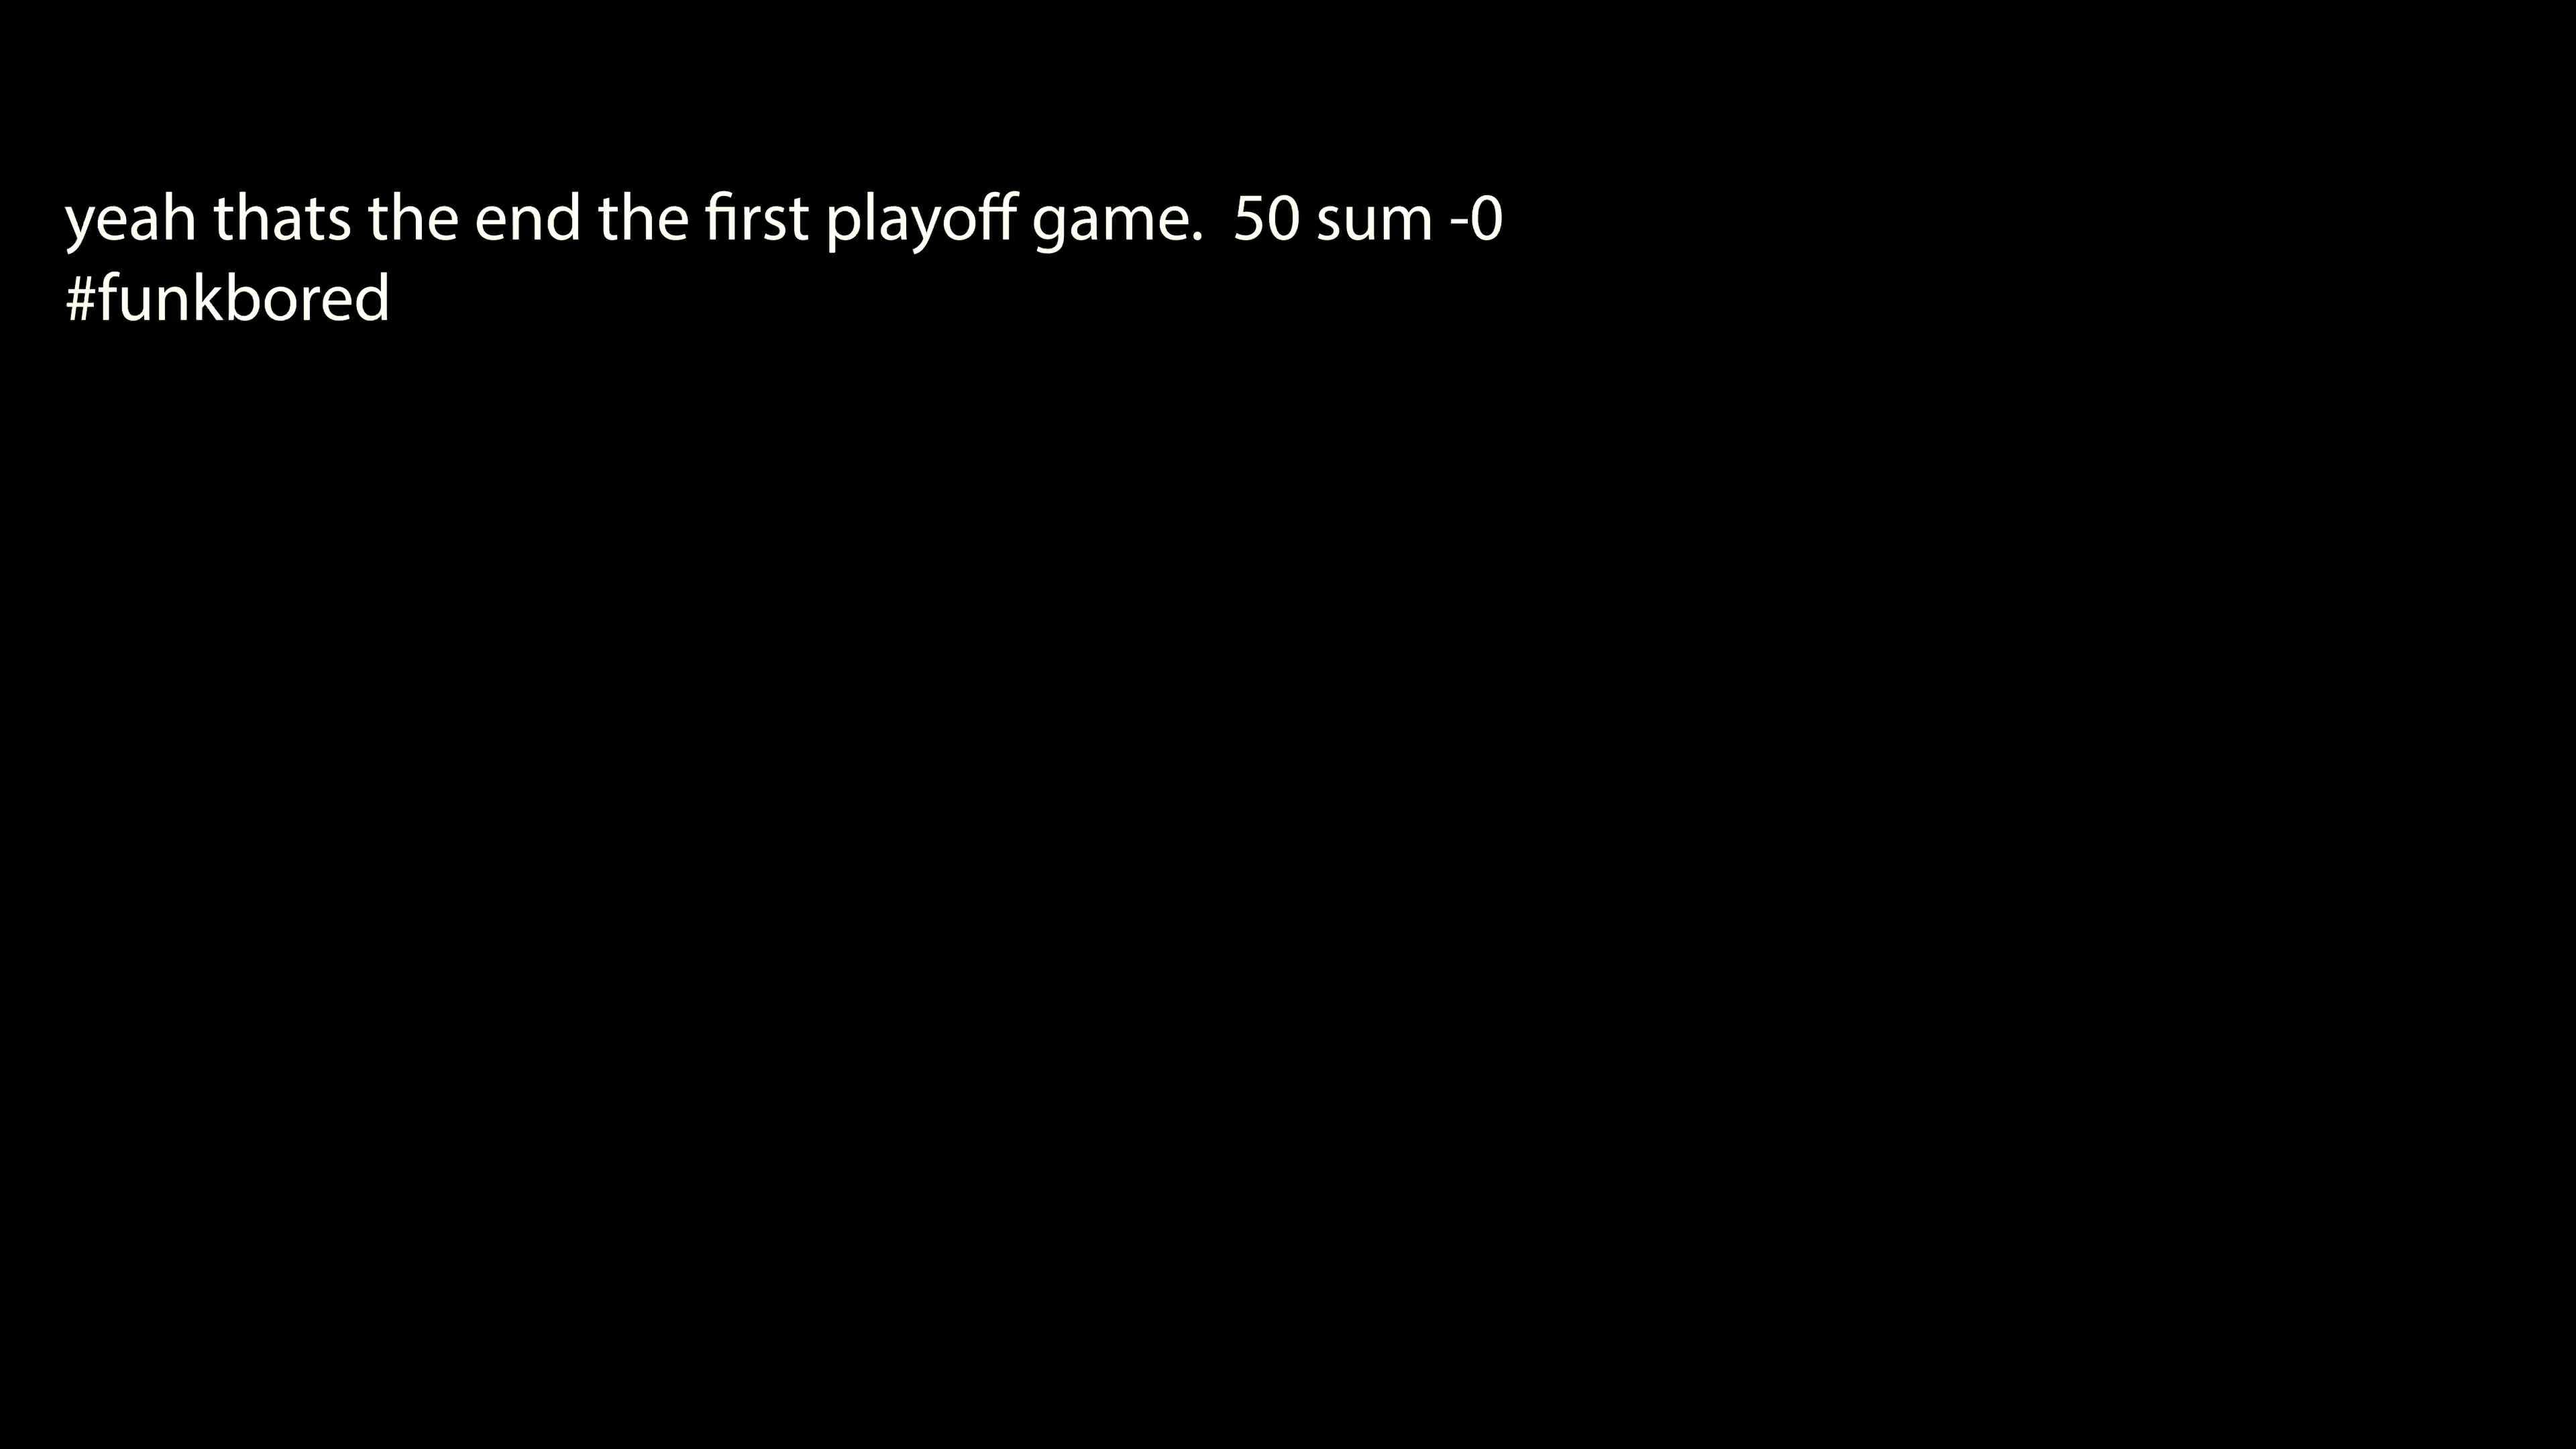 yeah thats the end the first playoff game.  50 sum -0
#funkbored